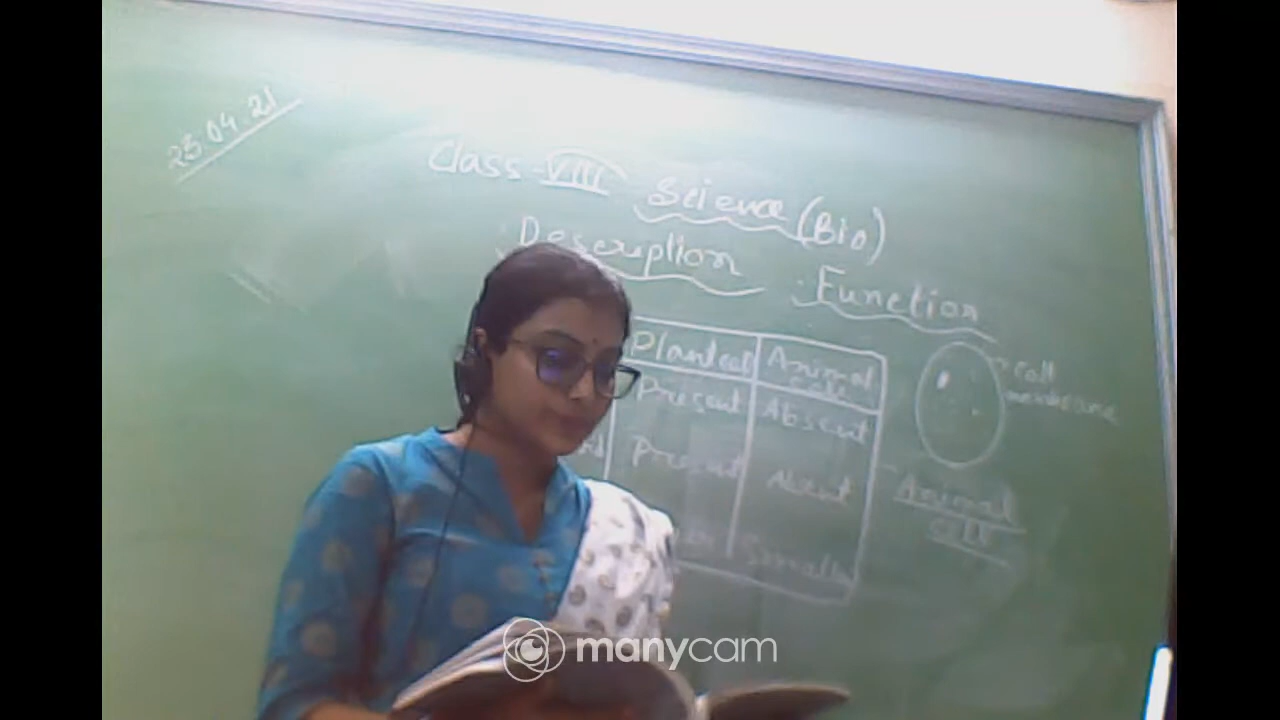 23.04.21
Class-VIII
Science (Bio)
Description
Function
Plant cell
Animal cell
Present
Absent
Present
Absent
Smaller
cell
membrane
Animal
cell
manycam